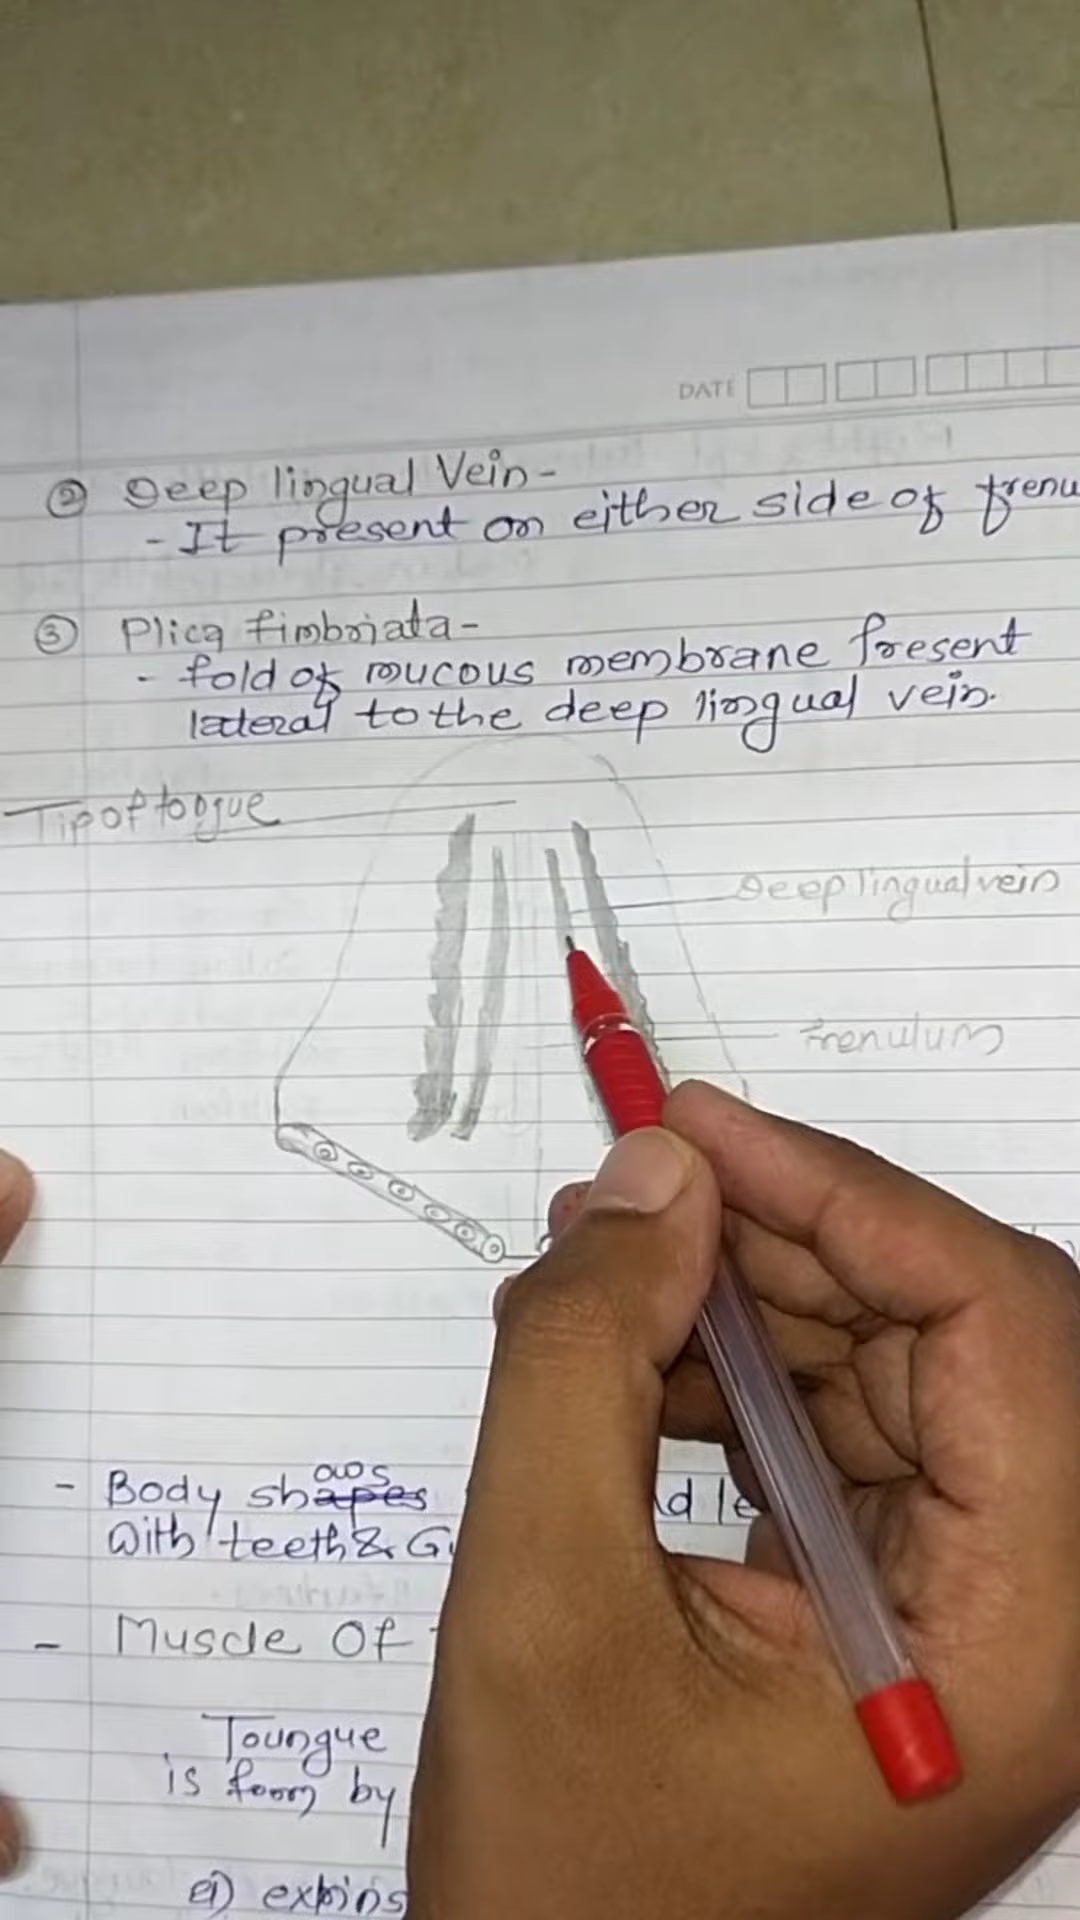 DATE
② Deep lingual Vein -
- It present on either side of frenu
③ Plica fimbriata -
- fold of mucous membrane Present
lateral to the deep lingual vein.
Tip of tongue
Deep lingual vein
Frenulum
- Body shapes ows
with teeth & G
- Muscle Of
Toungue
is form by